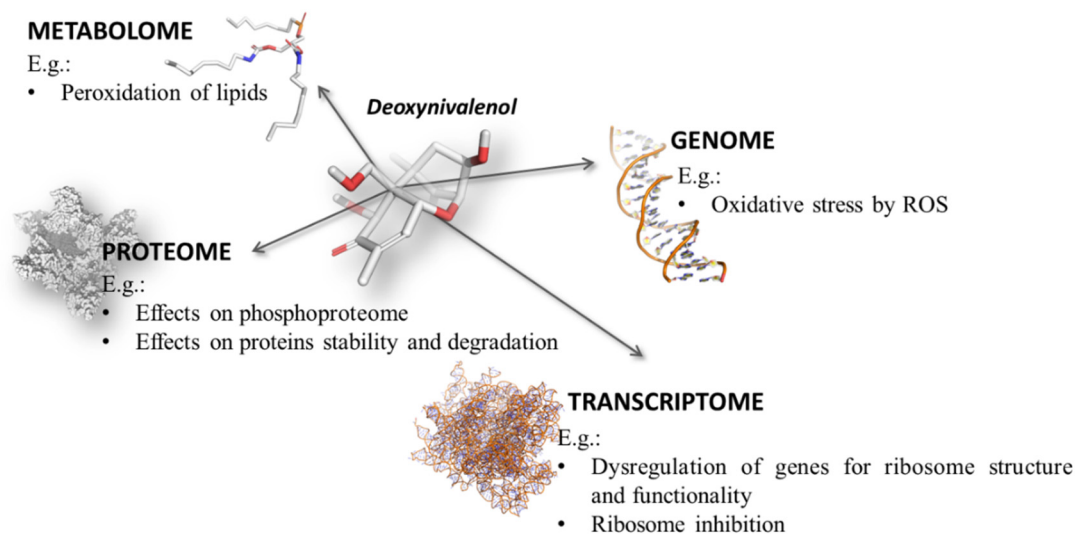 METABOLOME
E.g.:
• Peroxidation of lipids
Deoxynivalenol
GENOME
E.g.:
• Oxidative stress by ROS
PROTEOME
E.g.:
• Effects on phosphoproteome
• Effects on proteins stability and degradation
TRANSCRIPTOME
E.g.:
• Dysregulation of genes for ribosome structure
and functionality
• Ribosome inhibition